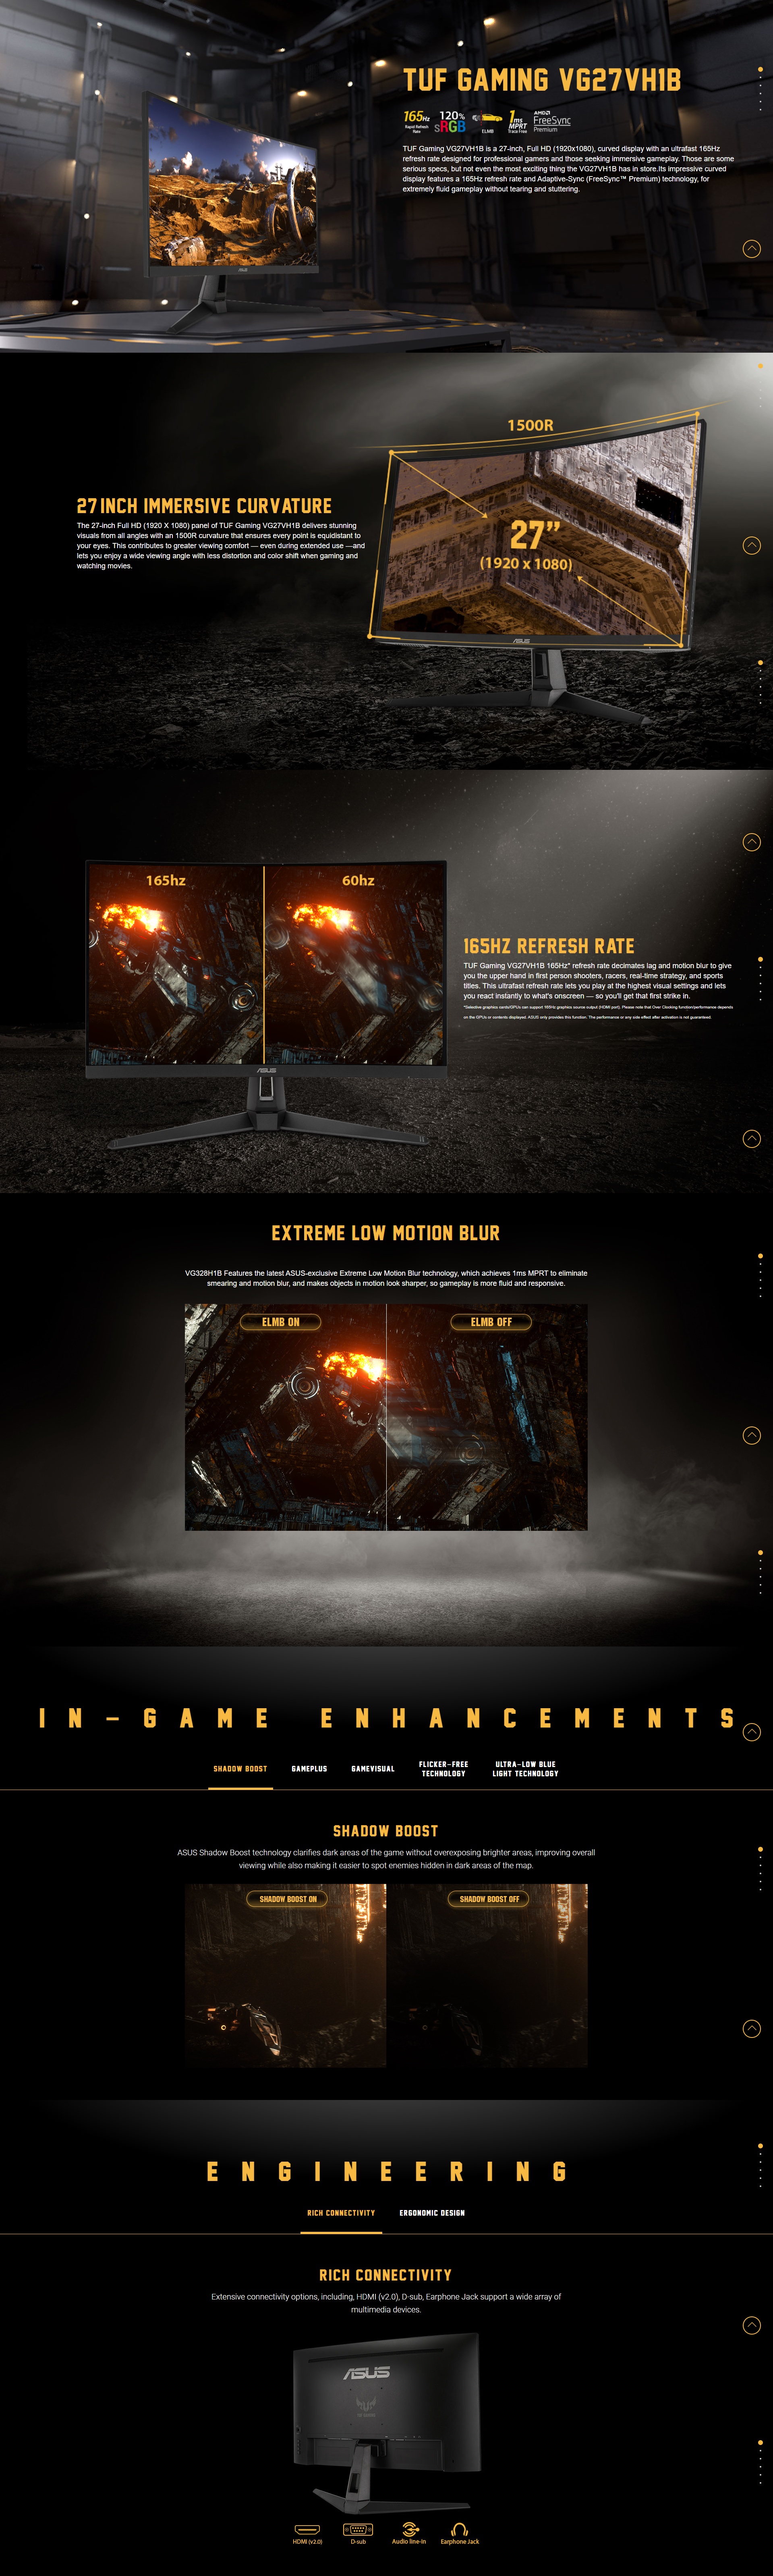 TUF GAMING VG27VH1B
165Hz
Rapid Refresh Rate
120%
sRGB
ELMB
1ms
MPRT
Trace Free
AMD
FreeSync
Premium
TUF Gaming VG27VH1B is a 27-inch, Full HD (1920x1080), curved display with an ultrafast 165Hz
refresh rate designed for professional gamers and those seeking immersive gameplay. Those are some
serious specs, but not even the most exciting thing the VG27VH1B has in store.Its impressive curved
display features a 165Hz refresh rate and Adaptive-Sync (FreeSync™ Premium) technology, for
extremely fluid gameplay without tearing and stuttering.
1500R
27 INCH IMMERSIVE CURVATURE
The 27-inch Full HD (1920 X 1080) panel of TUF Gaming VG27VH1B delivers stunning
visuals from all angles with an 1500R curvature that ensures every point is equidistant to
your eyes. This contributes to greater viewing comfort — even during extended use —and
lets you enjoy a wide viewing angle with less distortion and color shift when gaming and
watching movies.
27”
(1920 x 1080)
ASUS
165hz
60hz
ASUS
165HZ REFRESH RATE
TUF Gaming VG27VH1B 165Hz* refresh rate decimates lag and motion blur to give
you the upper hand in first person shooters, racers, real-time strategy, and sports
titles. This ultrafast refresh rate lets you play at the highest visual settings and lets
you react instantly to what's onscreen — so you'll get that first strike in.
*Selective graphics cards/GPUs can support 165Hz graphics source output (HDMI port). Please note that Over Clocking function/performance depends
on the GPUs or contents displayed. ASUS only provides this function. The performance or any side effect after activation is not guaranteed.
EXTREME LOW MOTION BLUR
VG328H1B Features the latest ASUS-exclusive Extreme Low Motion Blur technology, which achieves 1ms MPRT to eliminate
smearing and motion blur, and makes objects in motion look sharper, so gameplay is more fluid and responsive.
ELMB ON
ELMB OFF
IN-GAME ENHANCEMENTS
SHADOW BOOST
GAMEPLUS
GAMEVISUAL
FLICKER-FREE
TECHNOLOGY
ULTRA-LOW BLUE
LIGHT TECHNOLOGY
SHADOW BOOST
ASUS Shadow Boost technology clarifies dark areas of the game without overexposing brighter areas, improving overall
viewing while also making it easier to spot enemies hidden in dark areas of the map.
SHADOW BOOST ON
SHADOW BOOST OFF
ENGINEERING
RICH CONNECTIVITY
ERGONOMIC DESIGN
RICH CONNECTIVITY
Extensive connectivity options, including, HDMI (v2.0), D-sub, Earphone Jack support a wide array of
multimedia devices.
ASUS
HDMI (v2.0)
D-sub
Audio line-in
Earphone Jack